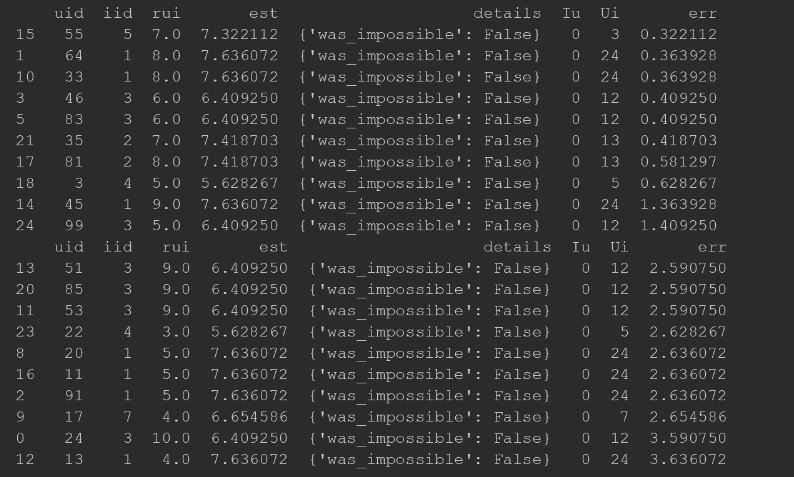 uid iid rui est details Iu Ui err
15 55 5 7.0 7.322112 {'was_impossible': False} 0 3 0.322112
1 64 1 8.0 7.636072 {'was_impossible': False} 0 24 0.363928
10 33 1 8.0 7.636072 {'was_impossible': False} 0 24 0.363928
3 46 3 6.0 6.409250 {'was_impossible': False} 0 12 0.409250
5 83 3 6.0 6.409250 {'was_impossible': False} 0 12 0.409250
21 35 2 7.0 7.418703 {'was_impossible': False} 0 13 0.418703
17 81 2 8.0 7.418703 {'was_impossible': False} 0 13 0.581297
18 3 4 5.0 5.628267 {'was_impossible': False} 0 5 0.628267
14 45 1 9.0 7.636072 {'was_impossible': False} 0 24 1.363928
24 99 3 5.0 6.409250 {'was_impossible': False} 0 12 1.409250
uid iid rui est details Iu Ui err
13 51 3 9.0 6.409250 {'was_impossible': False} 0 12 2.590750
20 85 3 9.0 6.409250 {'was_impossible': False} 0 12 2.590750
11 53 3 9.0 6.409250 {'was_impossible': False} 0 12 2.590750
23 22 4 3.0 5.628267 {'was_impossible': False} 0 5 2.628267
8 20 1 5.0 7.636072 {'was_impossible': False} 0 24 2.636072
16 11 1 5.0 7.636072 {'was_impossible': False} 0 24 2.636072
2 91 1 5.0 7.636072 {'was_impossible': False} 0 24 2.636072
9 17 7 4.0 6.654586 {'was_impossible': False} 0 7 2.654586
0 24 3 10.0 6.409250 {'was_impossible': False} 0 12 3.590750
12 13 1 4.0 7.636072 {'was_impossible': False} 0 24 3.636072